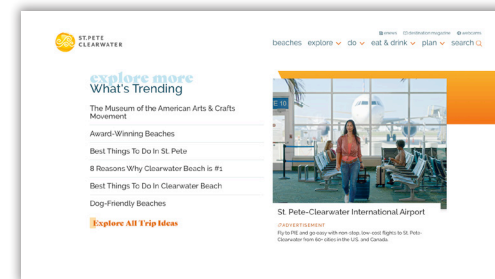 ST.PETE
CLEARWATER
enews destination magazine webcams
beaches explore do eat & drink plan search
explore more
What's Trending
The Museum of the American Arts & Crafts
Movement
Award-Winning Beaches
Best Things To Do In St. Pete
8 Reasons Why Clearwater Beach is #1
Best Things To Do In Clearwater Beach
Dog-Friendly Beaches
Explore All Trip Ideas
E 10
St. Pete-Clearwater International Airport
ADVERTISEMENT
Fly to PIE and go easy with non-stop, low-cost flights to St. Pete-
Clearwater from 60+ cities in the U.S. and Canada.